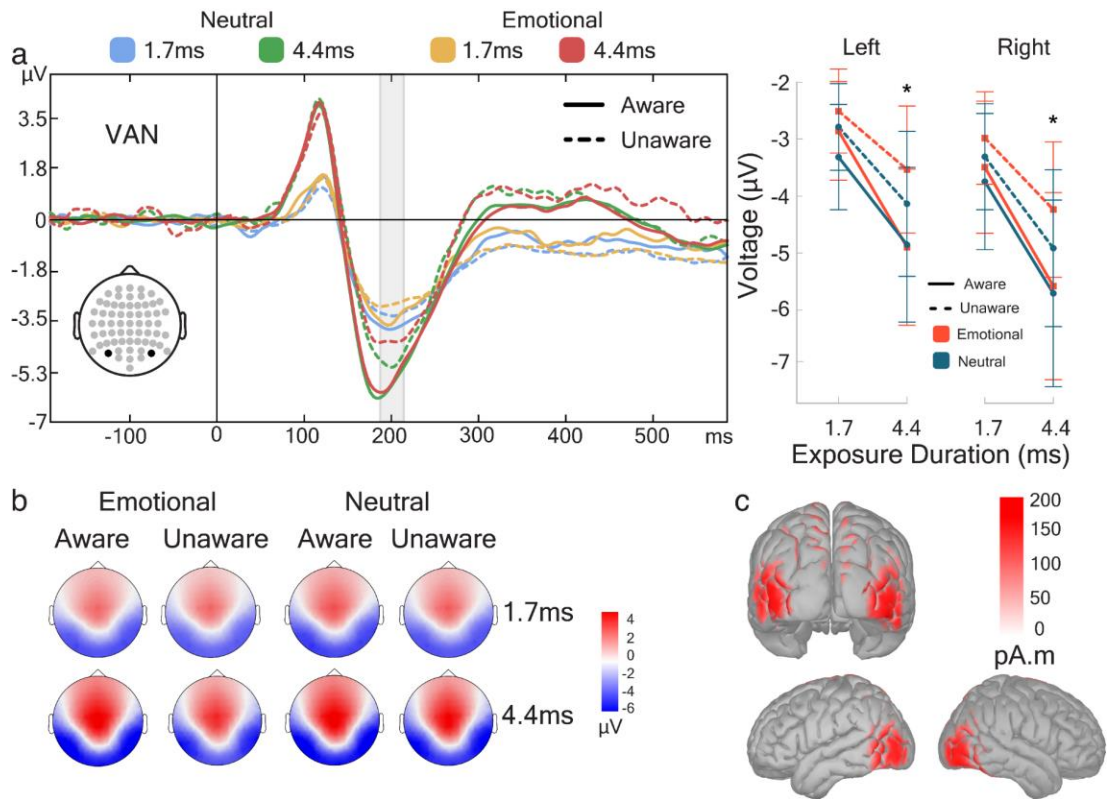 a
Neutral
Emotional
1.7ms
4.4ms
1.7ms
4.4ms
µV
3.5
1.8
0
-1.8
-3.5
-5.3
-7
VAN
Aware
Unaware
-100
0
100
200
300
400
500
ms
Left
Right
-2
-3
-4
-5
-6
-7
*
*
Voltage (µV)
Aware
Unaware
Emotional
Neutral
1.7
4.4
1.7
4.4
Exposure Duration (ms)
b
Emotional
Neutral
Aware
Unaware
Aware
Unaware
1.7ms
4.4ms
4
2
0
-2
-4
-6
µV
c
200
150
100
50
0
pA.m